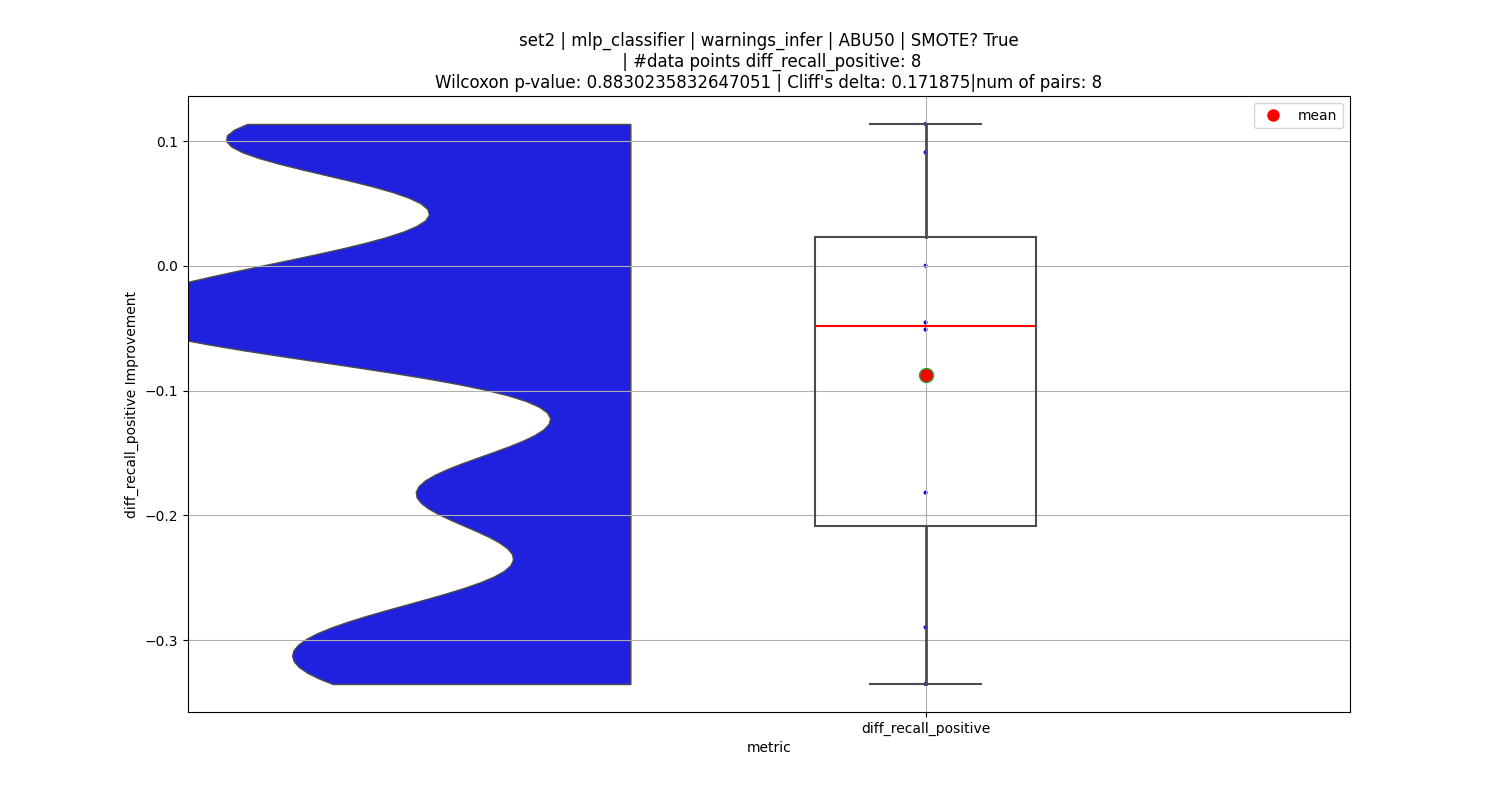 set2 | mlp_classifier | warnings_infer | ABU50 | SMOTE? True
| #data points diff_recall_positive: 8
Wilcoxon p-value: 0.8830235832647051 | Cliff's delta: 0.171875|num of pairs: 8
mean
0.1
0.0
−0.1
−0.2
−0.3
diff_recall_positive Improvement
diff_recall_positive
metric